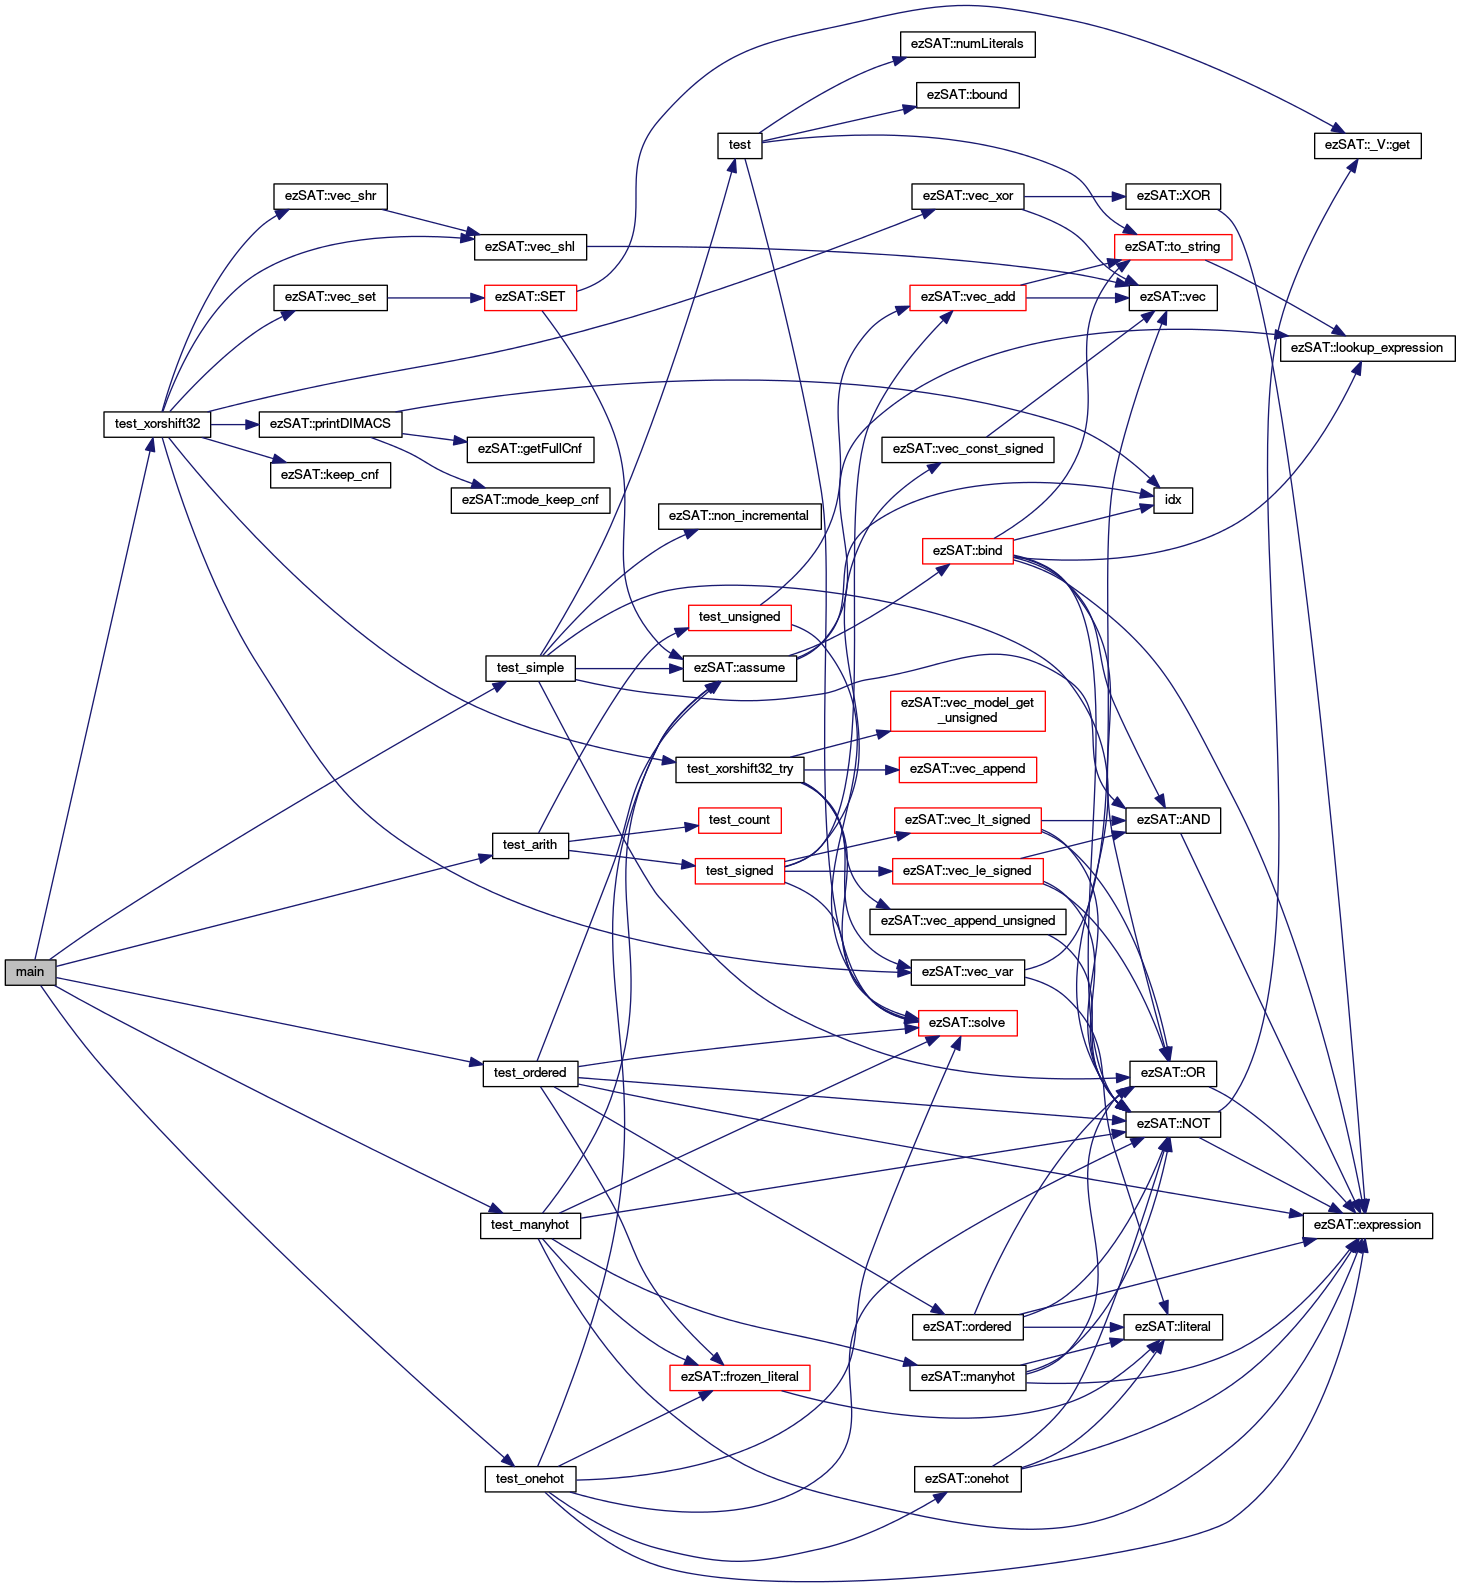 ezSAT::numLiterals
ezSAT::bound
test
ezSAT::_V::get
ezSAT::vec_shr
ezSAT::vec_xor
ezSAT::XOR
ezSAT::vec_shl
ezSAT::to_string
ezSAT::vec_set
ezSAT::SET
ezSAT::vec_add
ezSAT::vec
ezSAT::lookup_expression
test_xorshift32
ezSAT::printDIMACS
ezSAT::getFullCnf
ezSAT::vec_const_signed
ezSAT::keep_cnf
ezSAT::mode_keep_cnf
idx
ezSAT::non_incremental
ezSAT::bind
test_unsigned
test_simple
ezSAT::assume
ezSAT::vec_model_get
_unsigned
test_xorshift32_try
ezSAT::vec_append
test_count
ezSAT::vec_lt_signed
ezSAT::AND
test_arith
test_signed
ezSAT::vec_le_signed
ezSAT::vec_append_unsigned
main
ezSAT::vec_var
ezSAT::solve
test_ordered
ezSAT::OR
ezSAT::NOT
test_manyhot
ezSAT::expression
ezSAT::ordered
ezSAT::literal
ezSAT::frozen_literal
ezSAT::manyhot
test_onehot
ezSAT::onehot